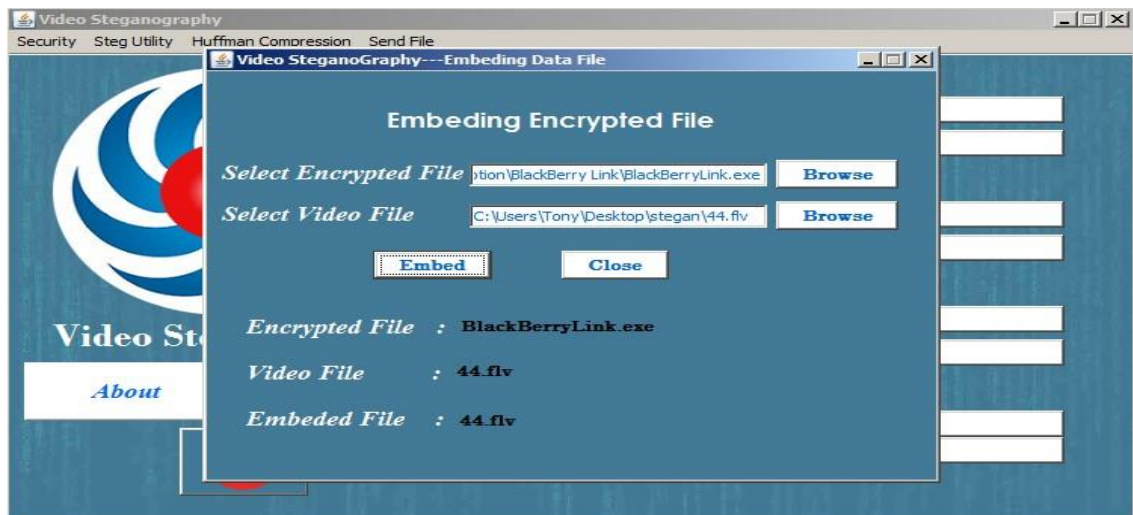 Video Steganography
Security Steg Utility Huffman Compression Send File
Video SteganoGraphy---Embeding Data File
Embeding Encrypted File
Select Encrypted File ption\BlackBerry Link\BlackBerryLink.exe Browse
Select Video File C:\Users\Tony\Desktop\stegan\44.flv Browse
Embed Close
Encrypted File : BlackBerryLink.exe
Video File : 44.flv
Embeded File : 44.flv
Video St
About